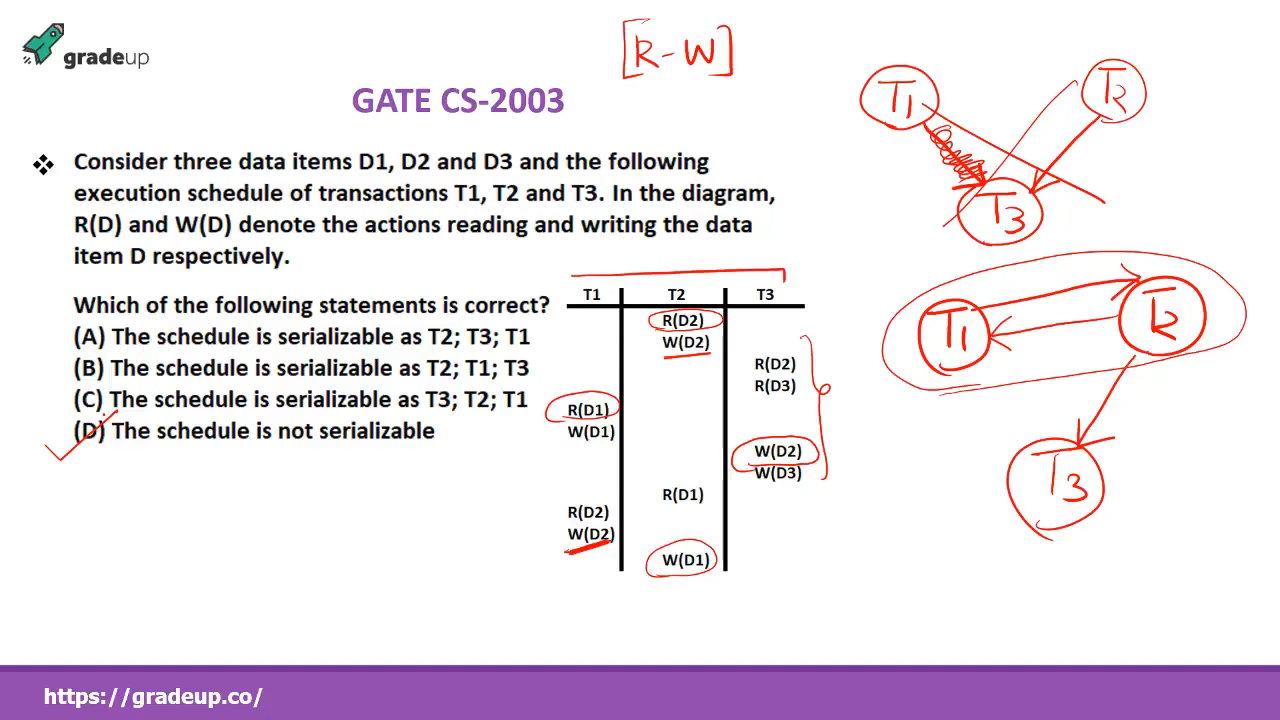 gradeup
[R-W]
GATE CS-2003
Consider three data items D1, D2 and D3 and the following
execution schedule of transactions T1, T2 and T3. In the diagram,
R(D) and W(D) denote the actions reading and writing the data
item D respectively.
Which of the following statements is correct?
(A) The schedule is serializable as T2; T3; T1
(B) The schedule is serializable as T2; T1; T3
(C) The schedule is serializable as T3; T2; T1
(D) The schedule is not serializable
T1 T2 T3
R(D2)
W(D2)
R(D2)
R(D3)
R(D1)
W(D1)
W(D2)
W(D3)
R(D1)
R(D2)
W(D2)
W(D1)
T1 T2
T3
T1 T2
T3
https://gradeup.co/